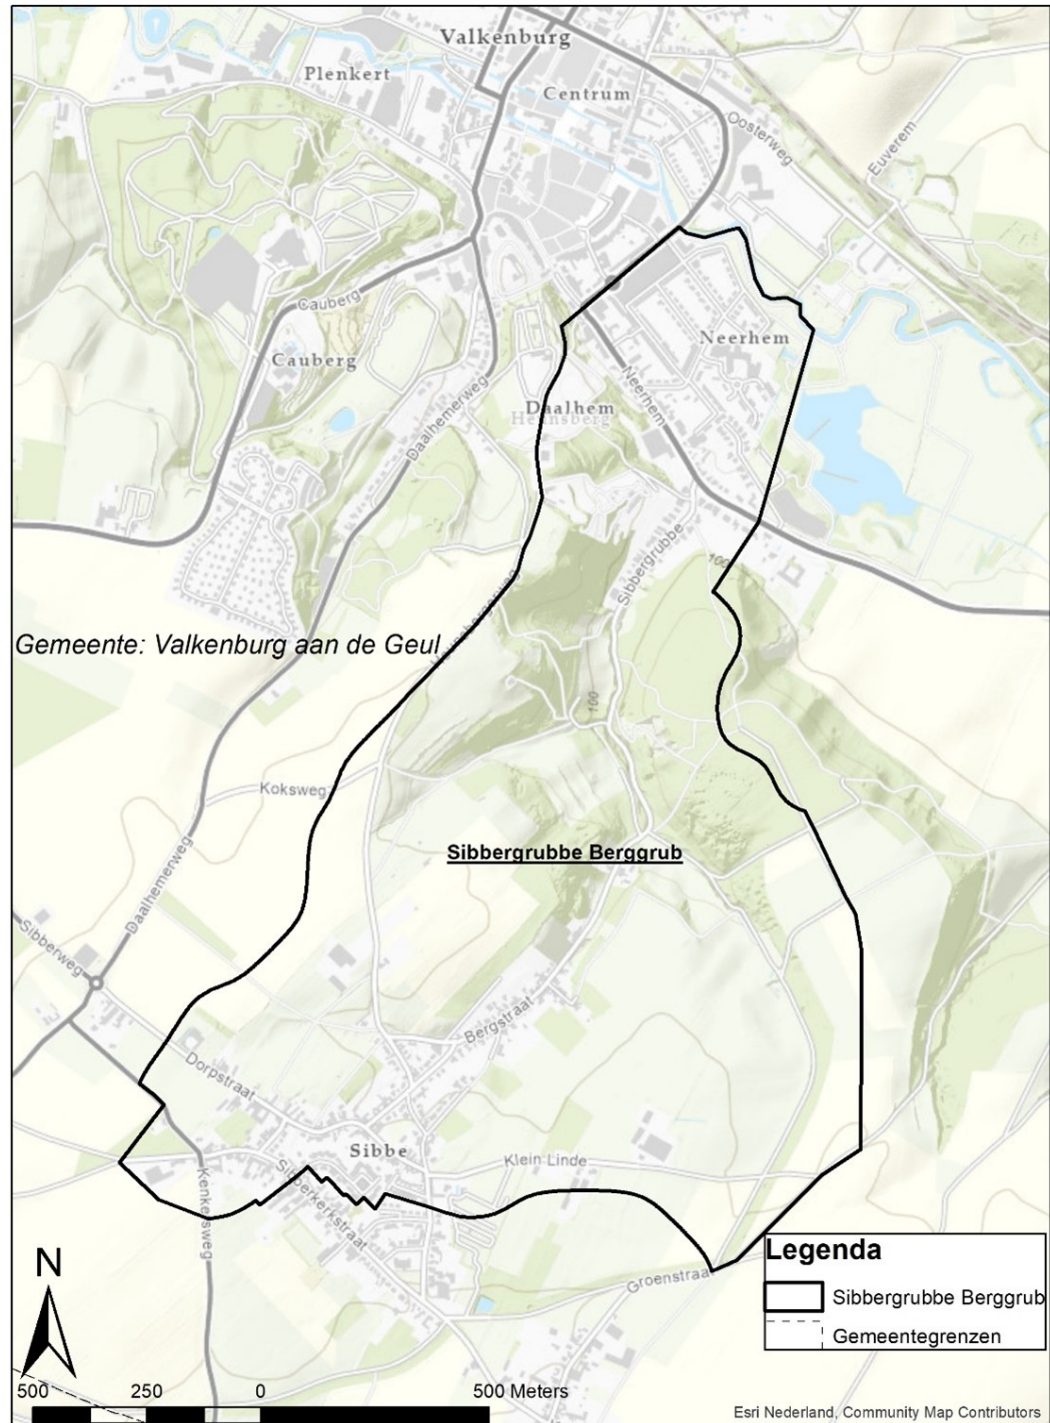 Valkenburg
Plenkert
Centrum
Oosterweg
Euverem
Cauberg
Cauberg
Neerhem
Neerhem
Daalhem
Heunsberg
Daalhemerweg
Sibbergrubbe
100
Gemeente: Valkenburg aan de Geul
100
Koksweg
Sibbergrubbe Berggrub
Daalhemerweg
Sibberweg
Bergstraat
Dorpstraat
Sibbe
Klein Linde
Kenkersweg
Sibberkerkstraat
Groenstraat
Legenda
Sibbergrubbe Berggrub
Gemeentegrenzen
N
500 250 0 500 Meters
Esri Nederland, Community Map Contributors